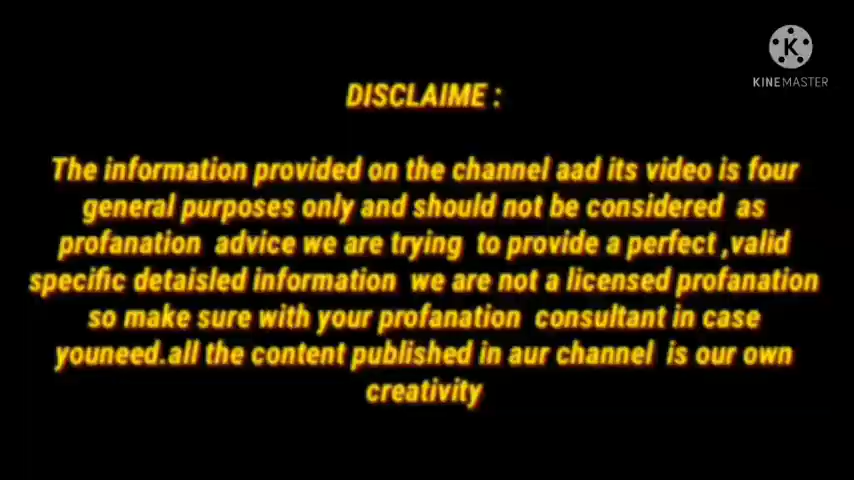 K
KINEMASTER
DISCLAIME :
The information provided on the channel aad its video is four
general purposes only and should not be considered as
profanation advice we are trying to provide a perfect ,valid
specific detaisled information we are not a licensed profanation
so make sure with your profanation consultant in case
youneed.all the content published in aur channel is our own
creativity